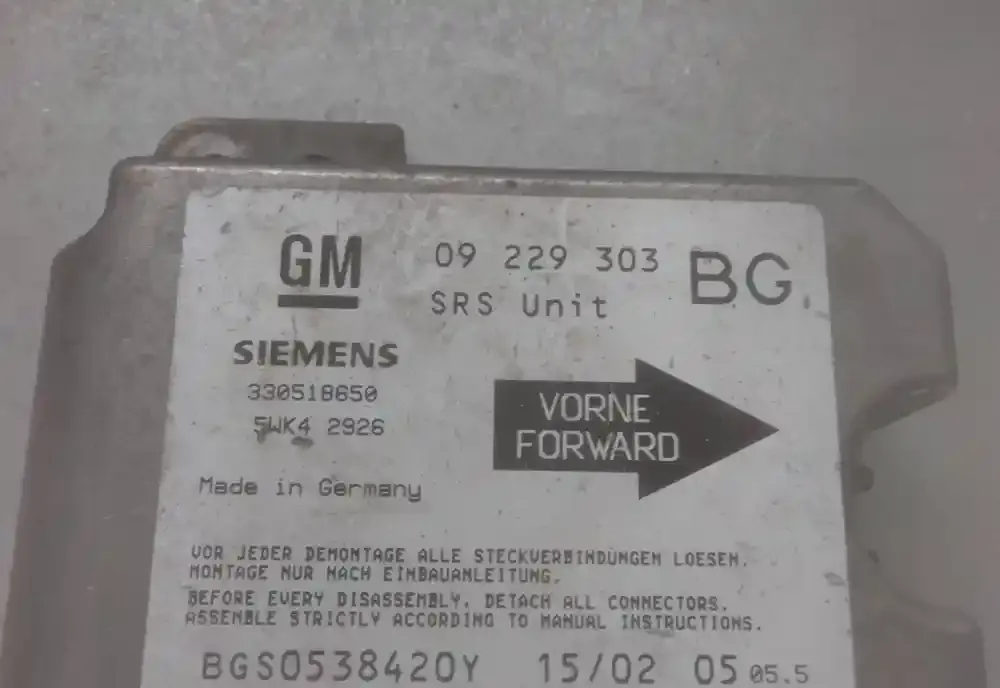 GM 09 229 303 BG
SRS Unit
SIEMENS
330518650
5WK4 2926
VORNE
FORWARD
Made in Germany
VOR JEDER DEMONTAGE ALLE STECKVERBINDUNGEN LOESEN.
MONTAGE NUR NACH EINBAUANLEITUNG.
BEFORE EVERY DISASSEMBLY, DETACH ALL CONNECTORS.
ASSEMBLE STRICTLY ACCORDING TO MANUAL INSTRUCTIONS.
BGS0538420Y 15/02 05 05.5